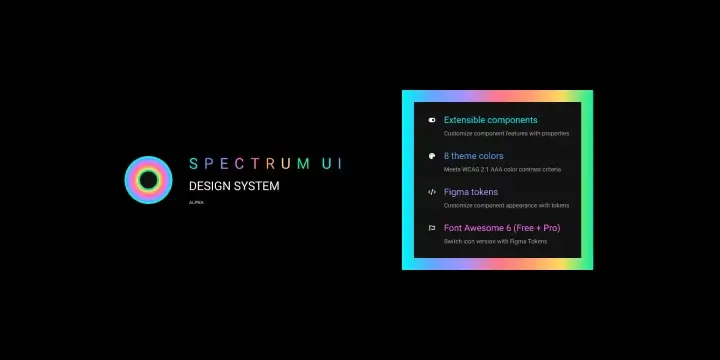 SPECTRUM UI
DESIGN SYSTEM
ALPHA
Extensible components
Customize component features with properties
8 theme colors
Meets WCAG 2.1 AAA color contrast criteria
Figma tokens
Customize component appearance with tokens
Font Awesome 6 (Free + Pro)
Switch icon version with Figma Tokens